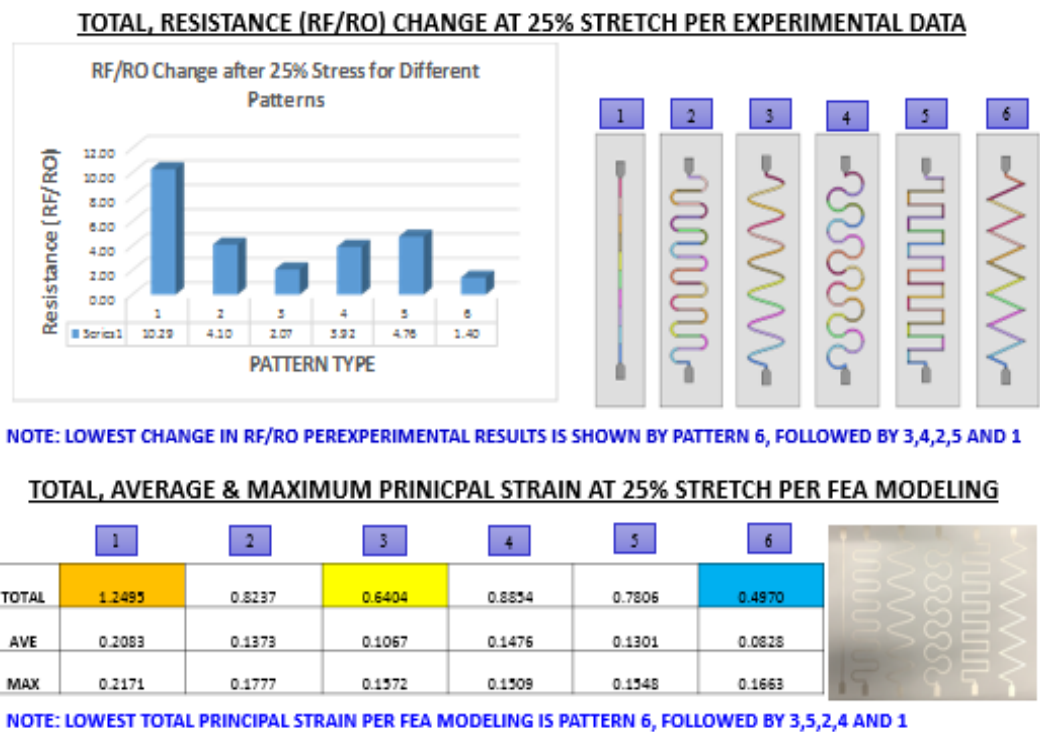 TOTAL, RESISTANCE (RF/RO) CHANGE AT 25% STRETCH PER EXPERIMENTAL DATA
RF/RO Change after 25% Stress for Different
Patterns
Resistance (RF/RO)
12.00
10.00
8.00
6.00
4.00
2.00
0.00
1 2 3 4 5 6
Series1 10.29 4.10 2.07 3.92 4.76 1.40
PATTERN TYPE
1 2 3 4 5 6
NOTE: LOWEST CHANGE IN RF/RO PEREXPERIMENTAL RESULTS IS SHOWN BY PATTERN 6, FOLLOWED BY 3,4,2,5 AND 1
TOTAL, AVERAGE & MAXIMUM PRINICPAL STRAIN AT 25% STRETCH PER FEA MODELING
1 2 3 4 5 6
TOTAL 1.2495 0.8237 0.6404 0.8854 0.7806 0.4970
AVE 0.2083 0.1373 0.1067 0.1476 0.1301 0.0828
MAX 0.2171 0.1777 0.1572 0.1509 0.1548 0.1663
NOTE: LOWEST TOTAL PRINCIPAL STRAIN PER FEA MODELING IS PATTERN 6, FOLLOWED BY 3,5,2,4 AND 1